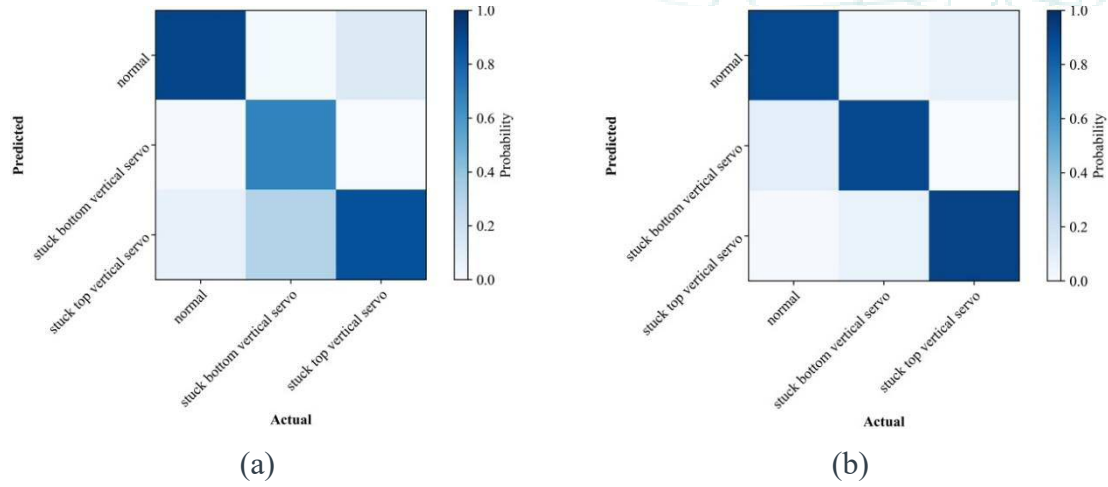 1.0
0.8
0.6
0.4
0.2
0.0
Probability
Predicted
normal
stuck bottom vertical servo
stuck top vertical servo
normal
stuck bottom vertical servo
stuck top vertical servo
Actual
(a)
1.0
0.8
0.6
0.4
0.2
0.0
Probability
Predicted
normal
stuck bottom vertical servo
stuck top vertical servo
normal
stuck bottom vertical servo
stuck top vertical servo
Actual
(b)